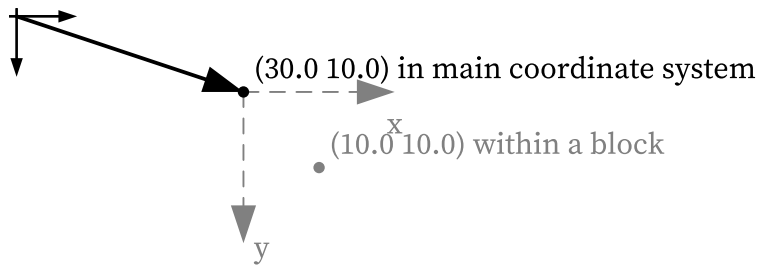 (30.0 10.0) in main coordinate system
x
(10.0 10.0) within a block
y